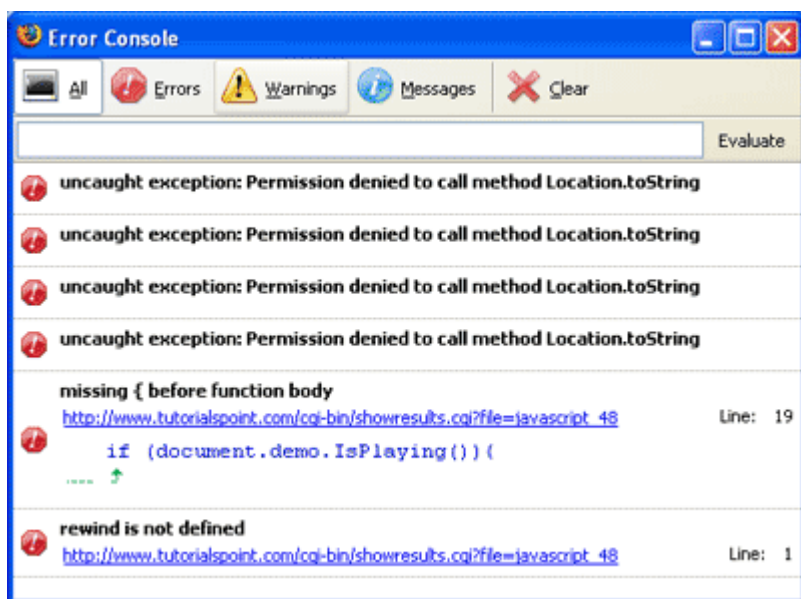 Error Console
All Errors Warnings Messages Clear
Evaluate
uncaught exception: Permission denied to call method Location.toString
uncaught exception: Permission denied to call method Location.toString
uncaught exception: Permission denied to call method Location.toString
uncaught exception: Permission denied to call method Location.toString
missing { before function body
http://www.tutorialspoint.com/cgi-bin/showresults.cgi?file=javascript_48 Line: 19
if (document.demo.IsPlaying()){
....
rewind is not defined
http://www.tutorialspoint.com/cgi-bin/showresults.cgi?file=javascript_48 Line: 1